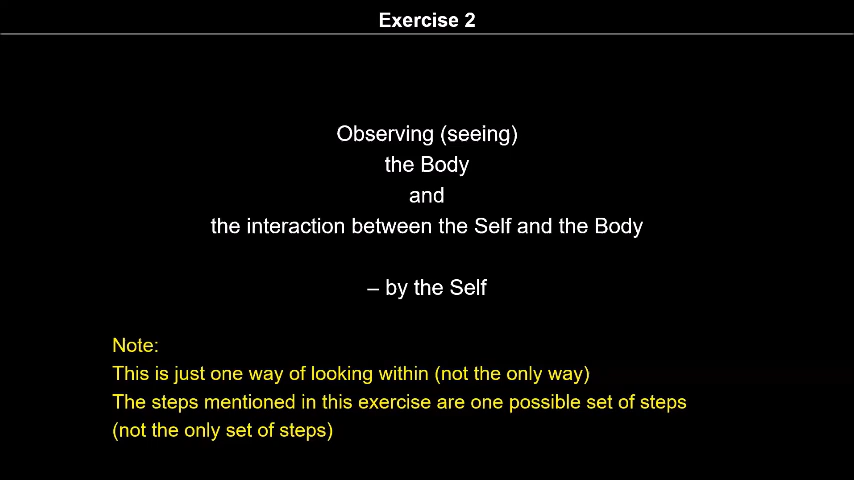 Exercise 2
Observing (seeing)
the Body
and
the interaction between the Self and the Body
– by the Self
Note:
This is just one way of looking within (not the only way)
The steps mentioned in this exercise are one possible set of steps
(not the only set of steps)